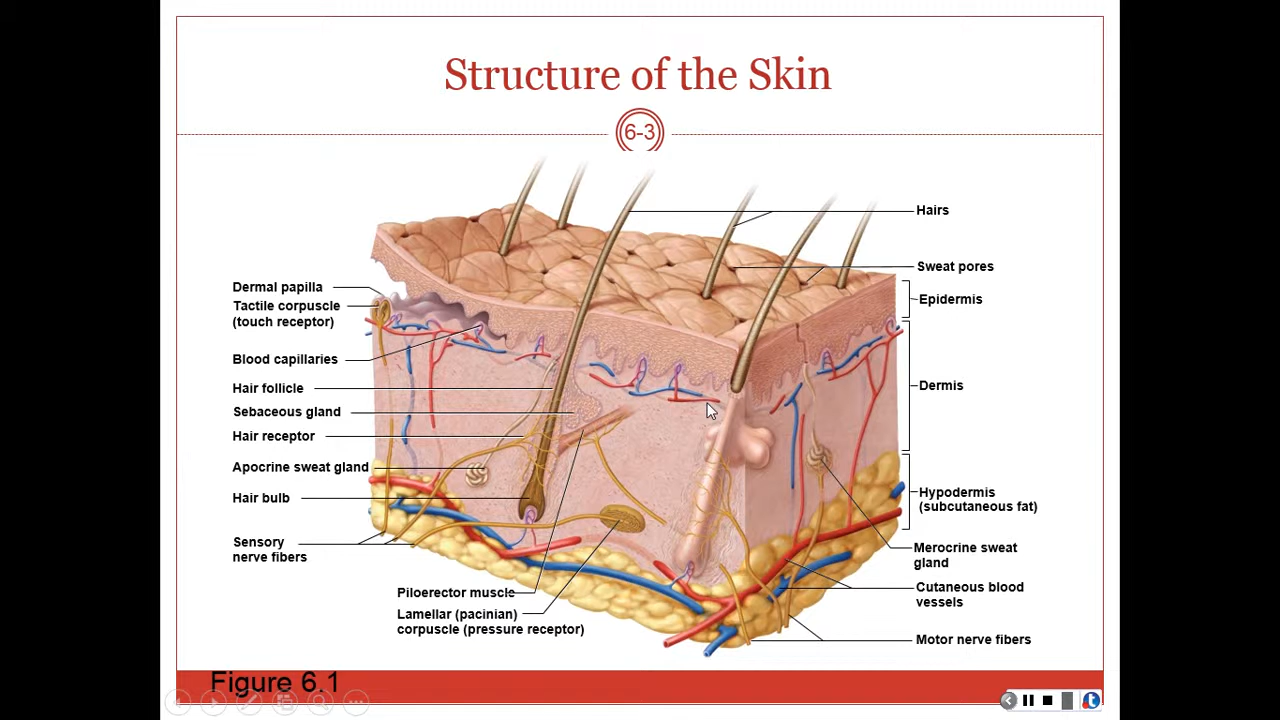 Structure of the Skin
6-3
Hairs
Sweat pores
Epidermis
Dermis
Hypodermis
(subcutaneous fat)
Merocrine sweat
gland
Cutaneous blood
vessels
Motor nerve fibers
Dermal papilla
Tactile corpuscle
(touch receptor)
Blood capillaries
Hair follicle
Sebaceous gland
Hair receptor
Apocrine sweat gland
Hair bulb
Sensory
nerve fibers
Piloerector muscle
Lamellar (pacinian)
corpuscle (pressure receptor)
Figure 6.1
t